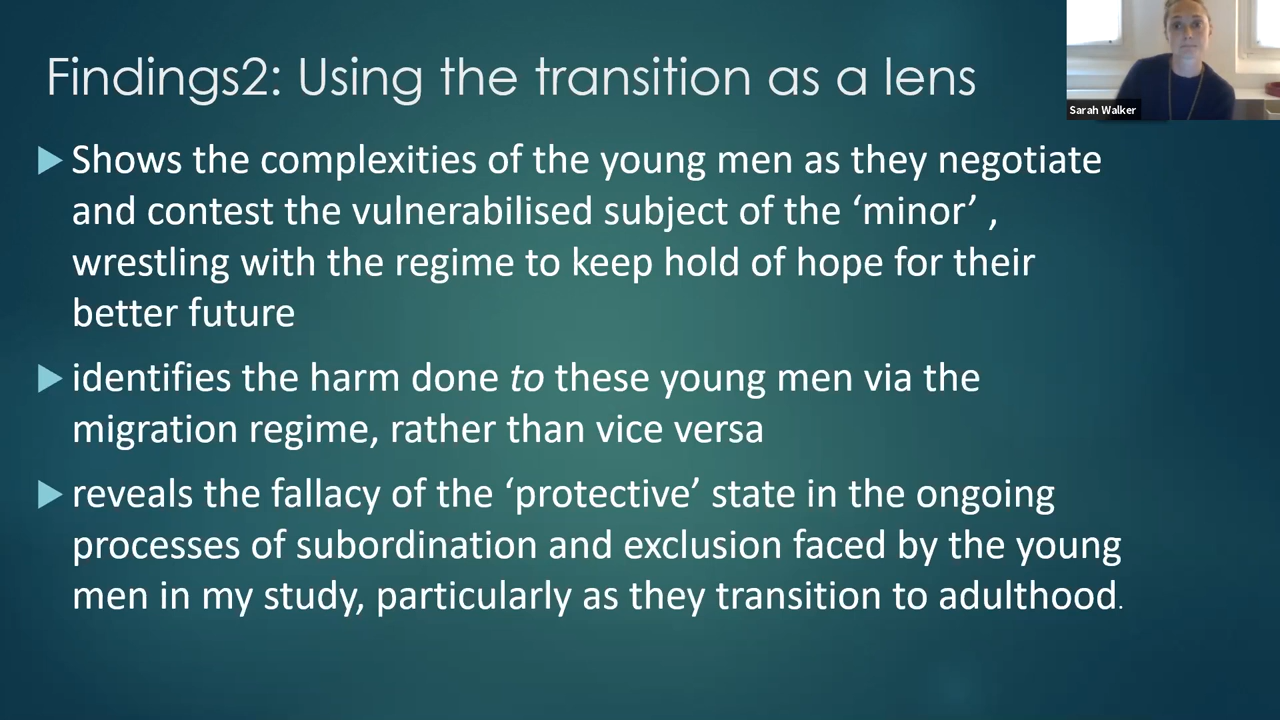 Findings2: Using the transition as a lens
Sarah Walker
Shows the complexities of the young men as they negotiate
and contest the vulnerabilised subject of the ‘minor’ ,
wrestling with the regime to keep hold of hope for their
better future
identifies the harm done to these young men via the
migration regime, rather than vice versa
reveals the fallacy of the ‘protective’ state in the ongoing
processes of subordination and exclusion faced by the young
men in my study, particularly as they transition to adulthood.